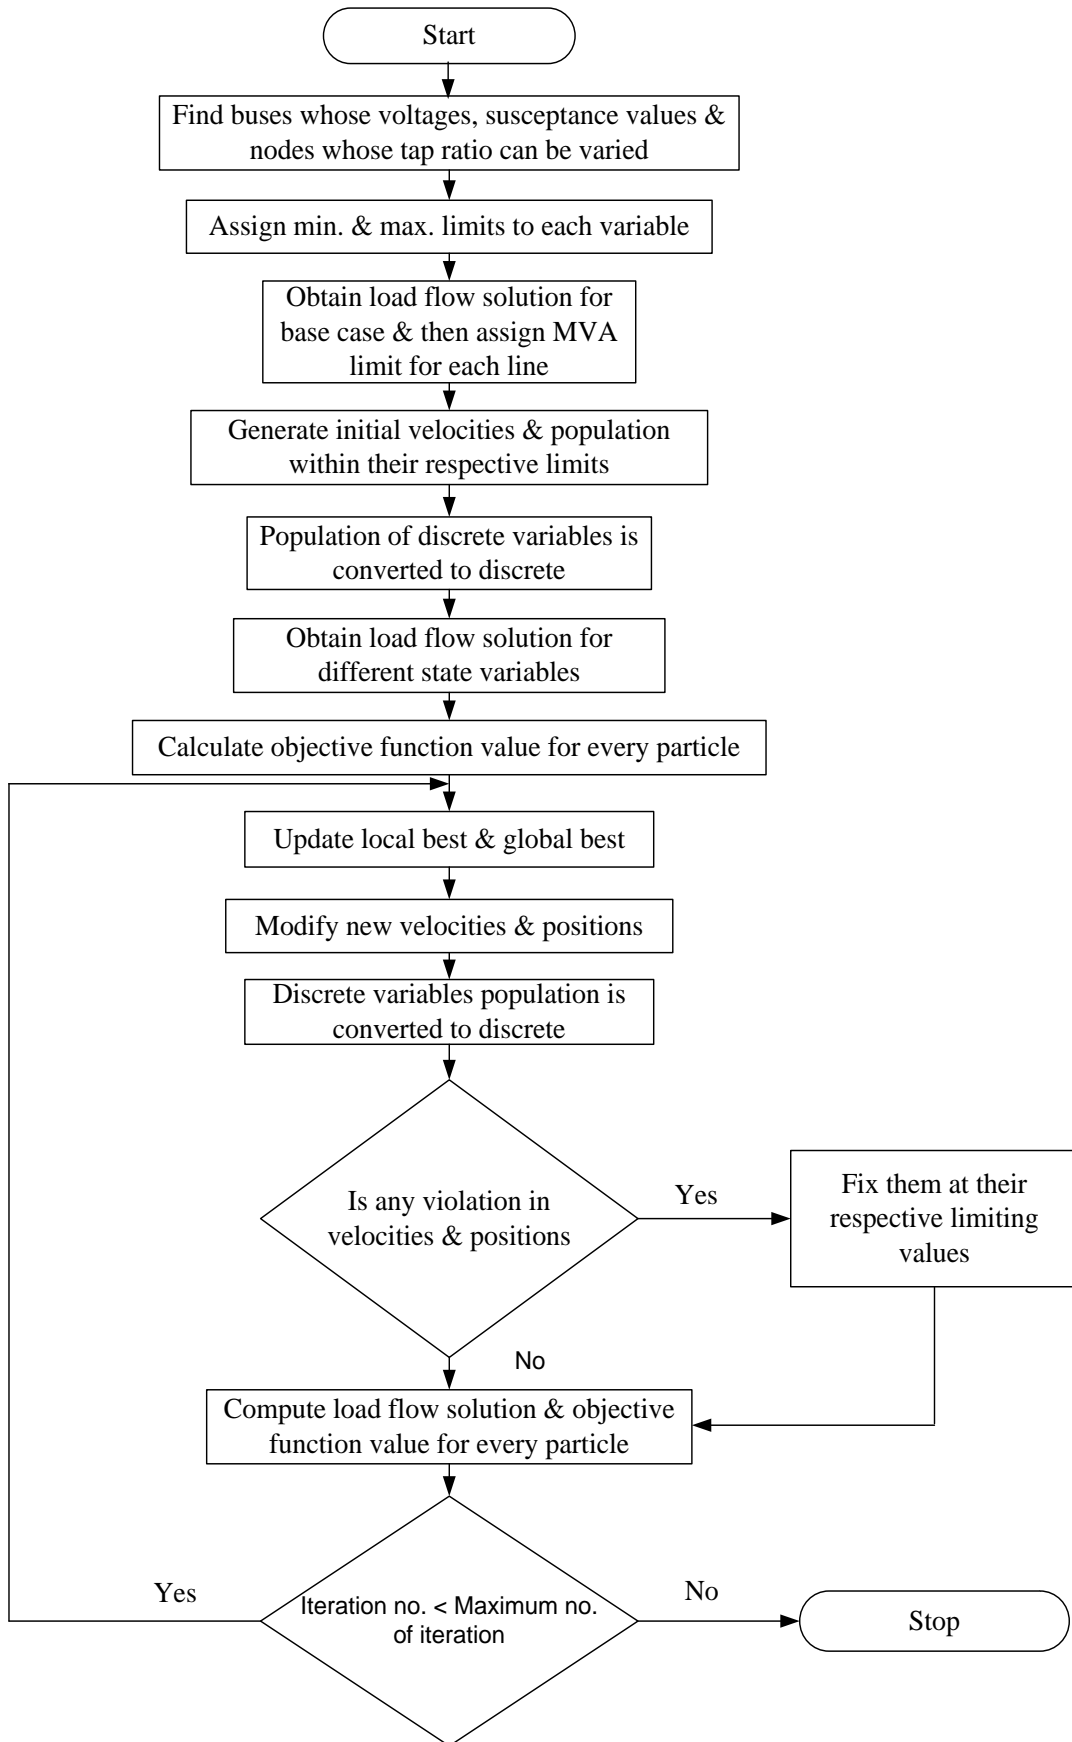 Start
Find buses whose voltages, susceptance values &
nodes whose tap ratio can be varied
Assign min. & max. limits to each variable
Obtain load flow solution for
base case & then assign MVA
limit for each line
Generate initial velocities & population
within their respective limits
Population of discrete variables is
converted to discrete
Obtain load flow solution for
different state variables
Calculate objective function value for every particle
Update local best & global best
Modify new velocities & positions
Discrete variables population is
converted to discrete
Is any violation in
velocities & positions
Yes
Fix them at their
respective limiting
values
No
Compute load flow solution & objective
function value for every particle
Iteration no. < Maximum no.
of iteration
Yes
No
Stop